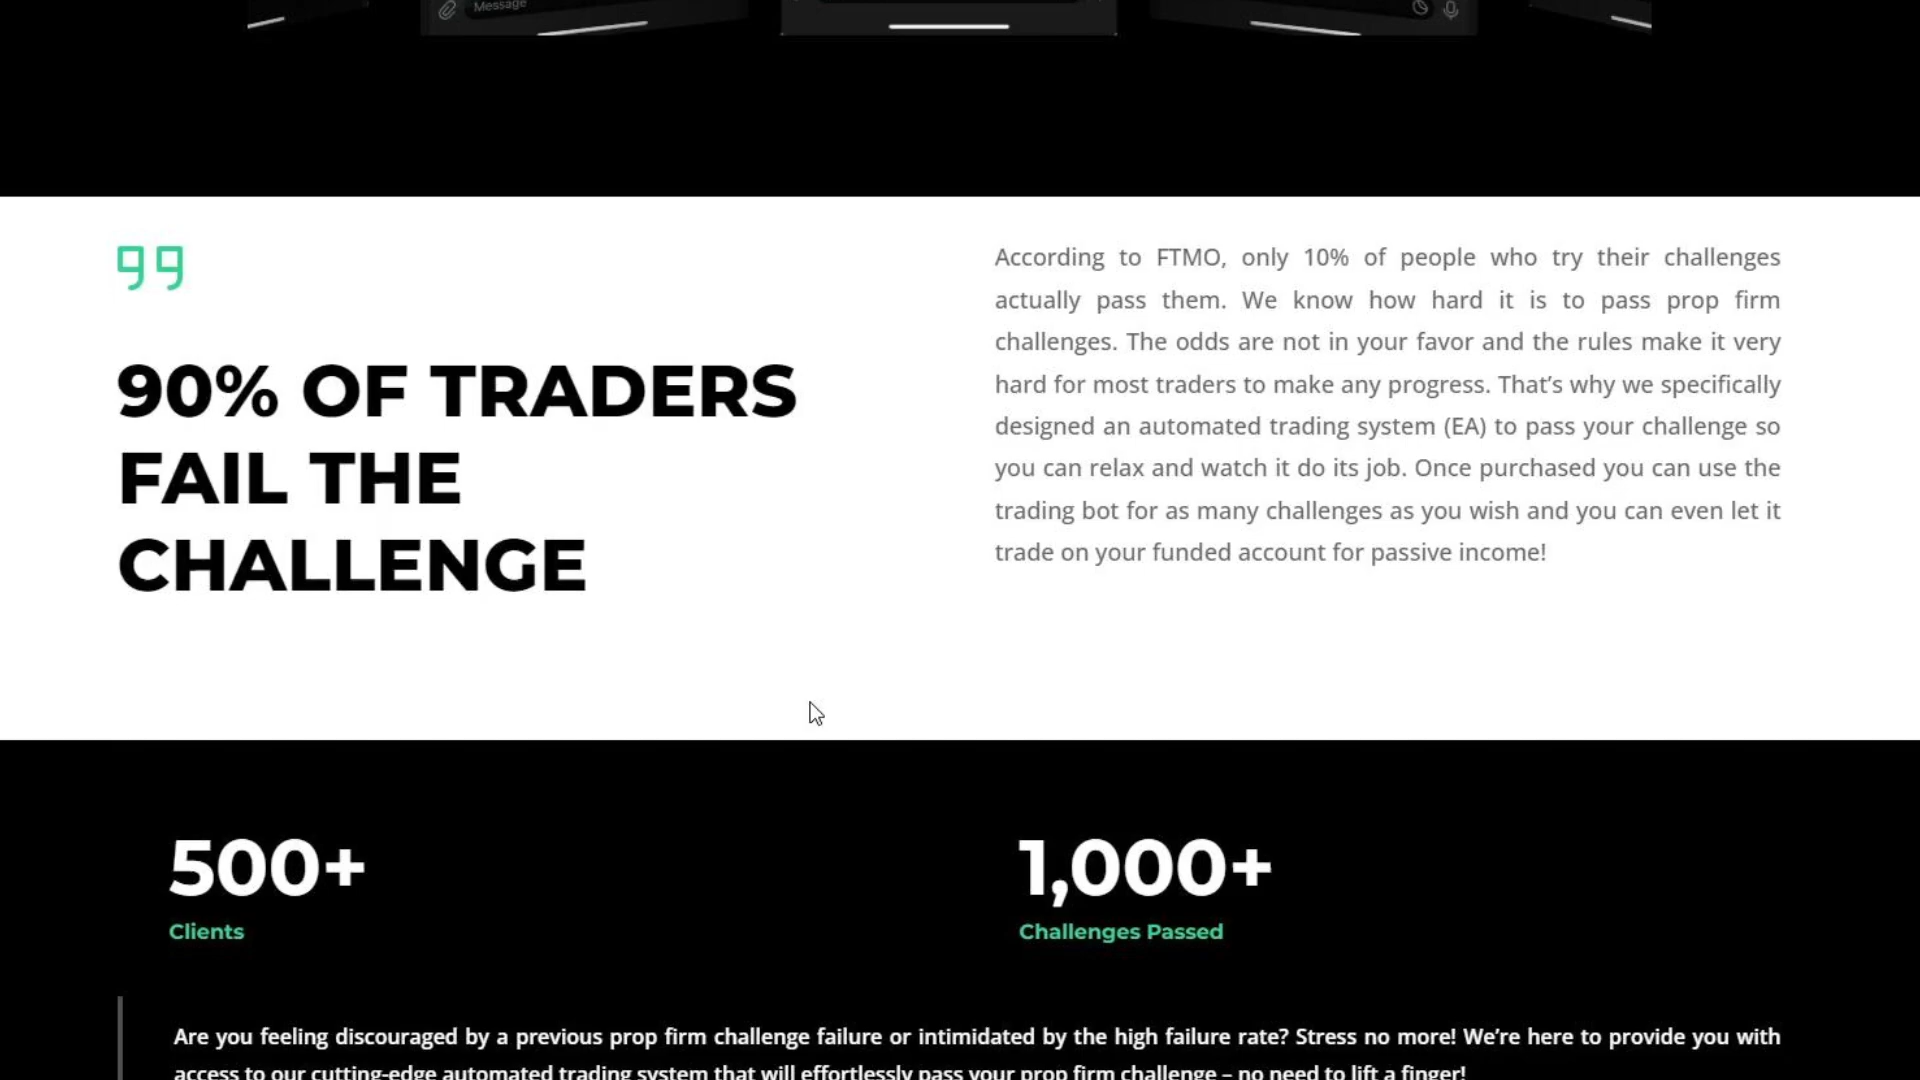 Message
90% OF TRADERS
FAIL THE
CHALLENGE
According to FTMO, only 10% of people who try their challenges
actually pass them. We know how hard it is to pass prop firm
challenges. The odds are not in your favor and the rules make it very
hard for most traders to make any progress. That’s why we specifically
designed an automated trading system (EA) to pass your challenge so
you can relax and watch it do its job. Once purchased you can use the
trading bot for as many challenges as you wish and you can even let it
trade on your funded account for passive income!
500+
Clients
1,000+
Challenges Passed
Are you feeling discouraged by a previous prop firm challenge failure or intimidated by the high failure rate? Stress no more! We’re here to provide you with
access to our cutting-edge automated trading system that will effortlessly pass your prop firm challenge – no need to lift a finger!